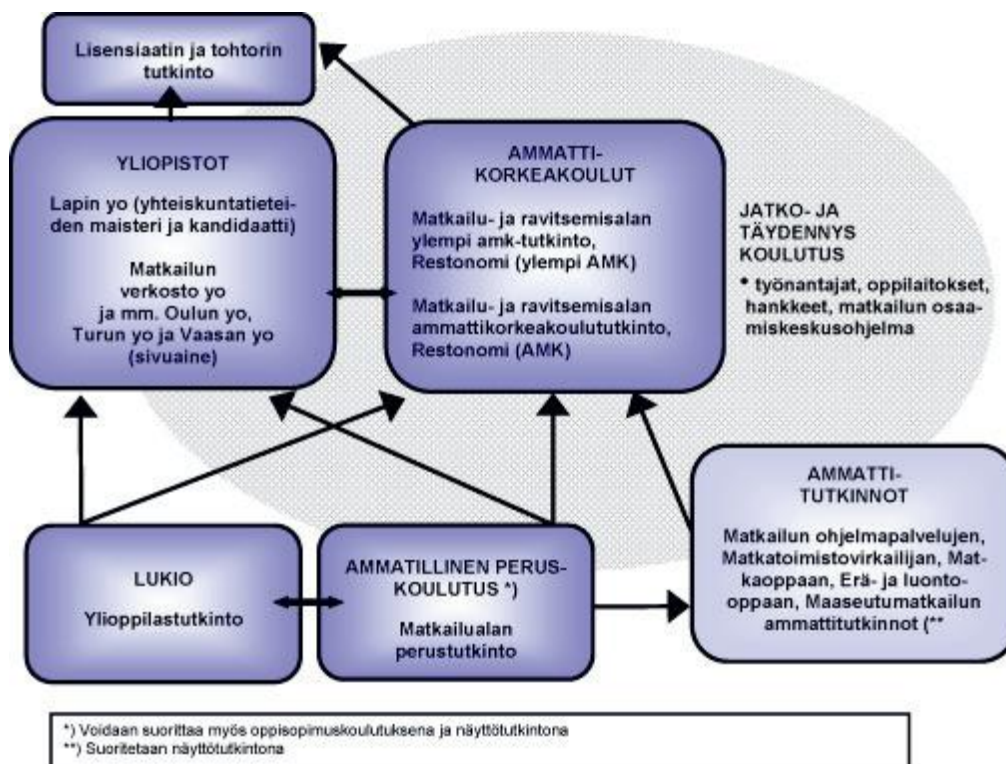 Lisensiaatin ja tohtorin
tutkinto
YLIOPISTOT
Lapin yo (yhteiskuntatietei-
den maisteri ja kandidaatti)
Matkailun
verkosto yo
ja mm. Oulun yo,
Turun yo ja Vaasan yo
(sivuaine)
AMMATTI-
KORKEAKOULUT
Matkailu- ja ravitsemisalan
ylempi amk-tutkinto,
Restonomi (ylempi AMK)
Matkailu- ja ravitsemisalan
ammattikorkeakoulututkinto,
Restonomi (AMK)
JATKO- JA
TÄYDENNYS
KOULUTUS
* työnantajat, oppilaitokset,
hankkeet, matkailun osaa-
miskeskusohjelma
LUKIO
Ylioppilastutkinto
AMMATILLINEN PERUS-
KOULUTUS *)
Matkailualan
perustutkinto
AMMATTI-
TUTKINNOT
Matkailun ohjelmapalvelujen,
Matkatoimistovirkailijan, Mat-
kaoppaan, Erä- ja luonto-
oppaan, Maaseutumatkailun
ammattitutkinnot (**
*) Voidaan suorittaa myös oppisopimuskoulutuksena ja näyttötutkintona
**) Suoritetaan näyttötutkintona